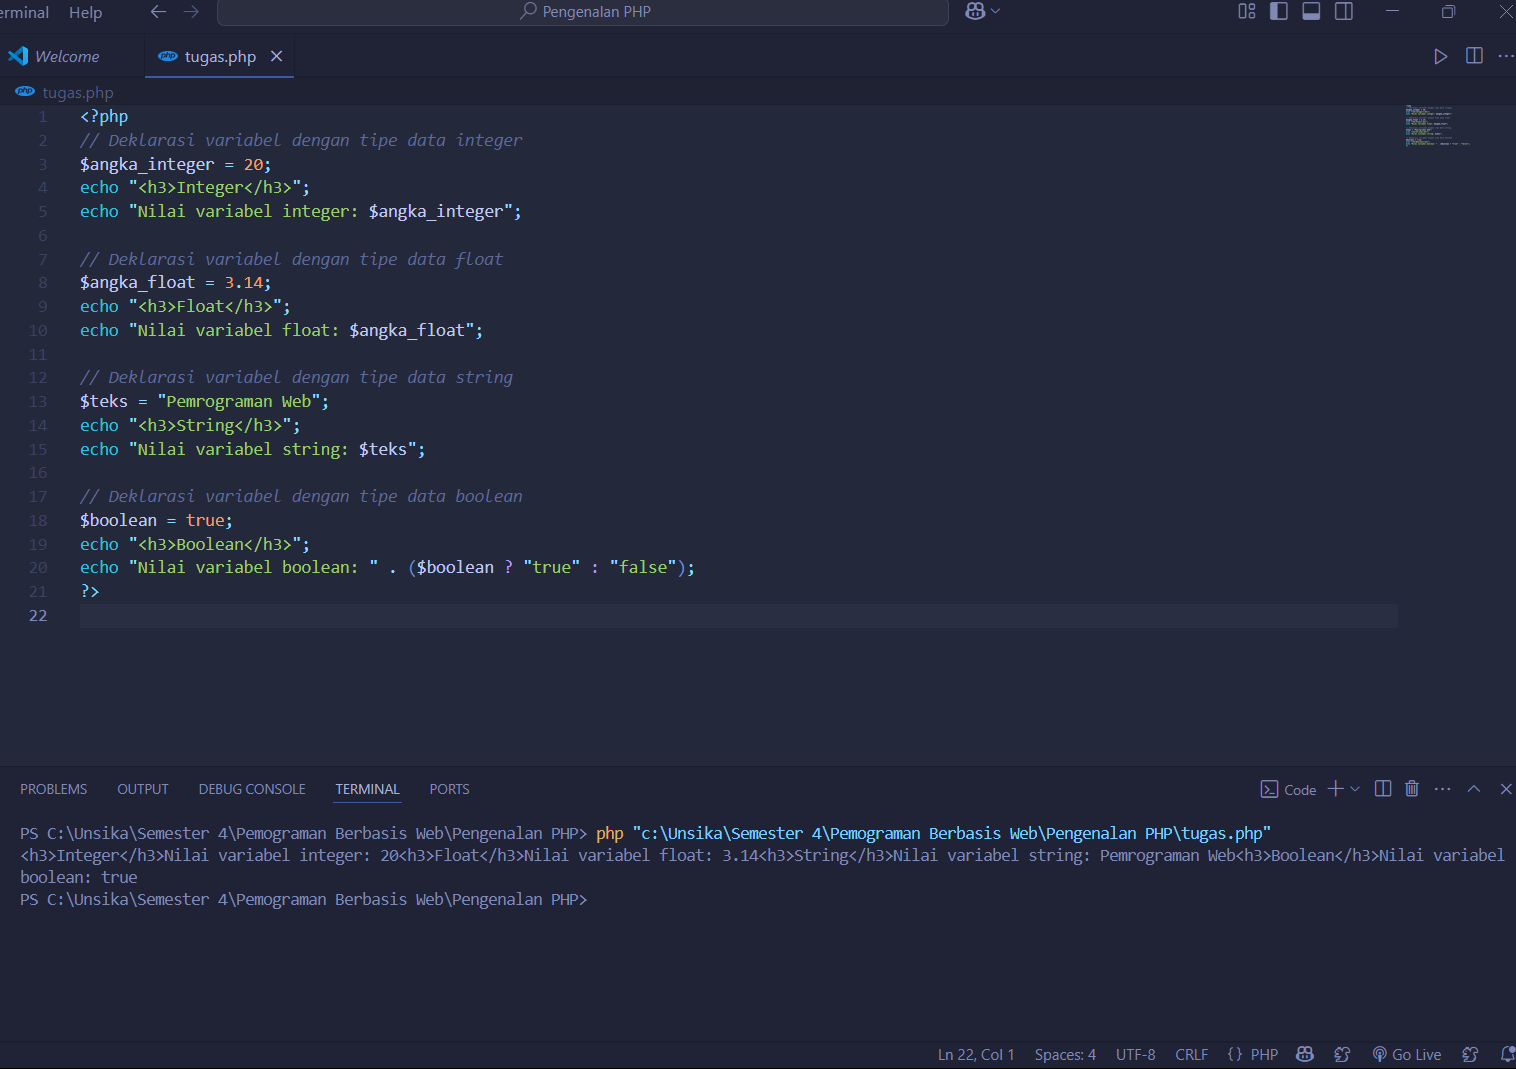 erminal Help Pengenalan PHP
Welcome tugas.php
tugas.php
1 <?php
2 // Deklarasi variabel dengan tipe data integer
3 $angka_integer = 20;
4 echo "<h3>Integer</h3>";
5 echo "Nilai variabel integer: $angka_integer";
6
7 // Deklarasi variabel dengan tipe data float
8 $angka_float = 3.14;
9 echo "<h3>Float</h3>";
10 echo "Nilai variabel float: $angka_float";
11
12 // Deklarasi variabel dengan tipe data string
13 $teks = "Pemrograman Web";
14 echo "<h3>String</h3>";
15 echo "Nilai variabel string: $teks";
16
17 // Deklarasi variabel dengan tipe data boolean
18 $boolean = true;
19 echo "<h3>Boolean</h3>";
20 echo "Nilai variabel boolean: " . ($boolean ? "true" : "false");
21 ?>
22
PROBLEMS OUTPUT DEBUG CONSOLE TERMINAL PORTS Code
PS C:\Unsika\Semester 4\Pemograman Berbasis Web\Pengenalan PHP> php "c:\Unsika\Semester 4\Pemograman Berbasis Web\Pengenalan PHP\tugas.php"
<h3>Integer</h3>Nilai variabel integer: 20<h3>Float</h3>Nilai variabel float: 3.14<h3>String</h3>Nilai variabel string: Pemrograman Web<h3>Boolean</h3>Nilai variabel
boolean: true
PS C:\Unsika\Semester 4\Pemograman Berbasis Web\Pengenalan PHP>
Ln 22, Col 1 Spaces: 4 UTF-8 CRLF {} PHP Go Live